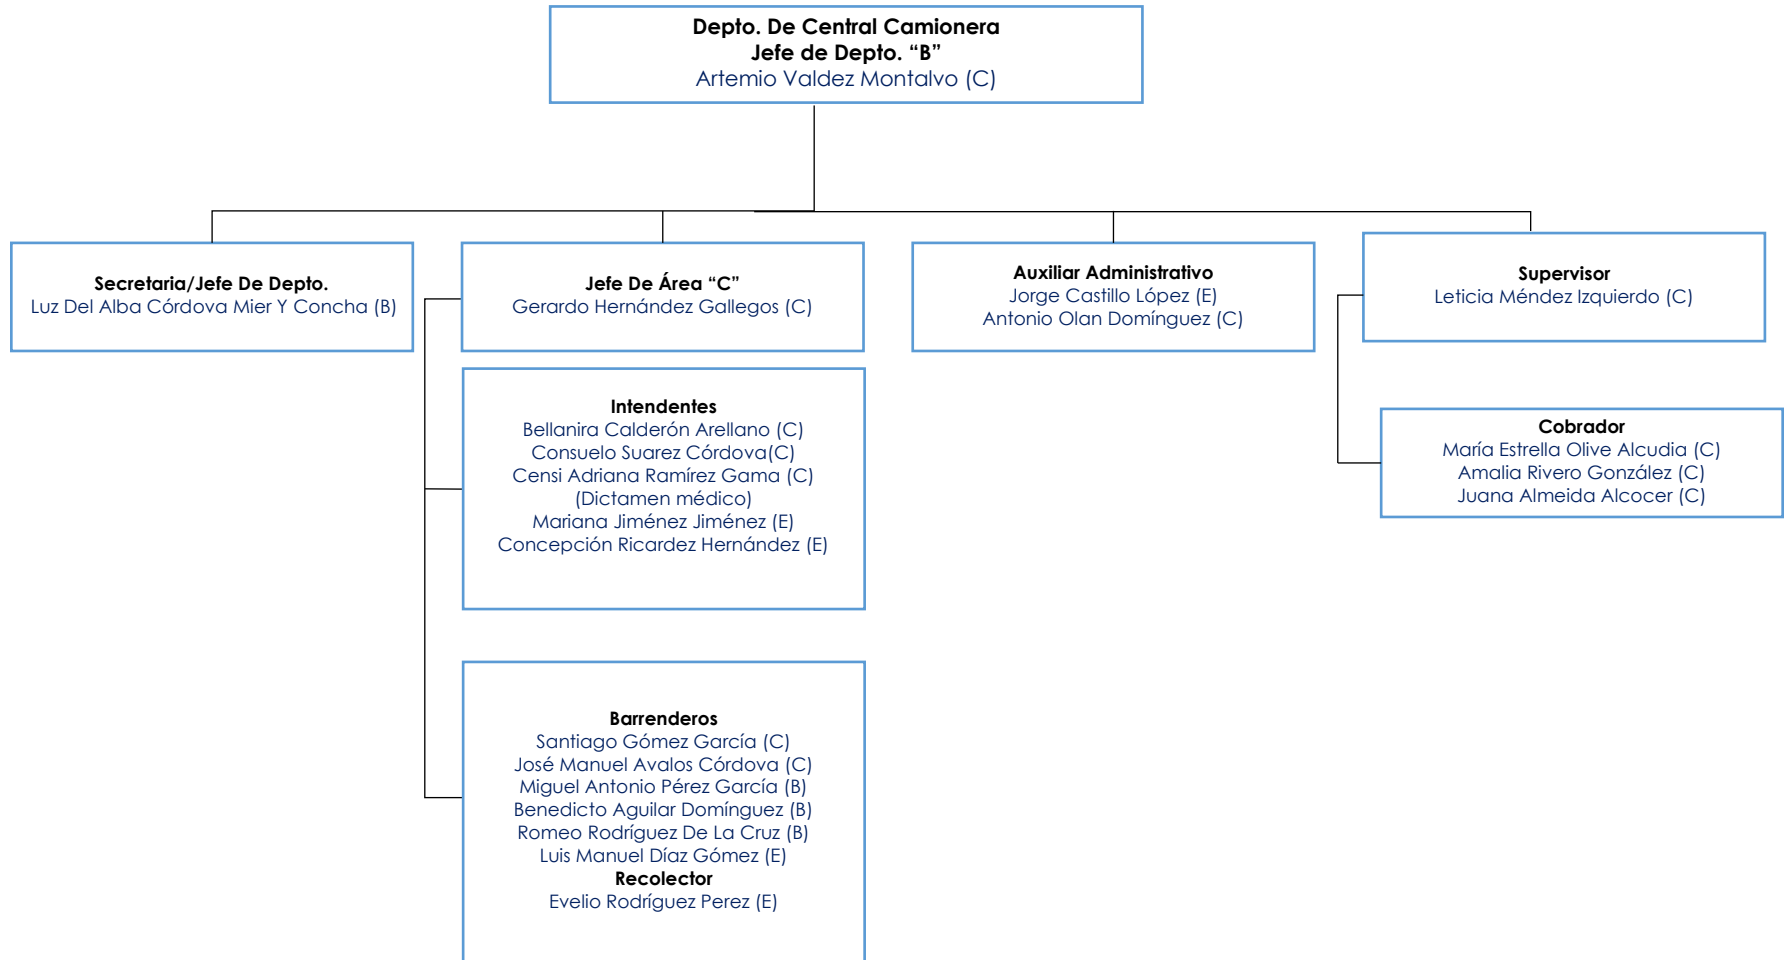 Depto. De Central Camionera
Jefe de Depto. “B”
Artemio Valdez Montalvo (C)
Secretaria/Jefe De Depto.
Luz Del Alba Córdova Mier Y Concha (B)
Jefe De Área “C”
Gerardo Hernández Gallegos (C)
Auxiliar Administrativo
Jorge Castillo López (E)
Antonio Olan Domínguez (C)
Supervisor
Leticia Méndez Izquierdo (C)
Intendentes
Bellanira Calderón Arellano (C)
Consuelo Suarez Córdova(C)
Censi Adriana Ramírez Gama (C)
(Dictamen médico)
Mariana Jiménez Jiménez (E)
Concepción Ricardez Hernández (E)
Cobrador
María Estrella Olive Alcudia (C)
Amalia Rivero González (C)
Juana Almeida Alcocer (C)
Barrenderos
Santiago Gómez García (C)
José Manuel Avalos Córdova (C)
Miguel Antonio Pérez García (B)
Benedicto Aguilar Domínguez (B)
Romeo Rodríguez De La Cruz (B)
Luis Manuel Díaz Gómez (E)
Recolector
Evelio Rodríguez Perez (E)